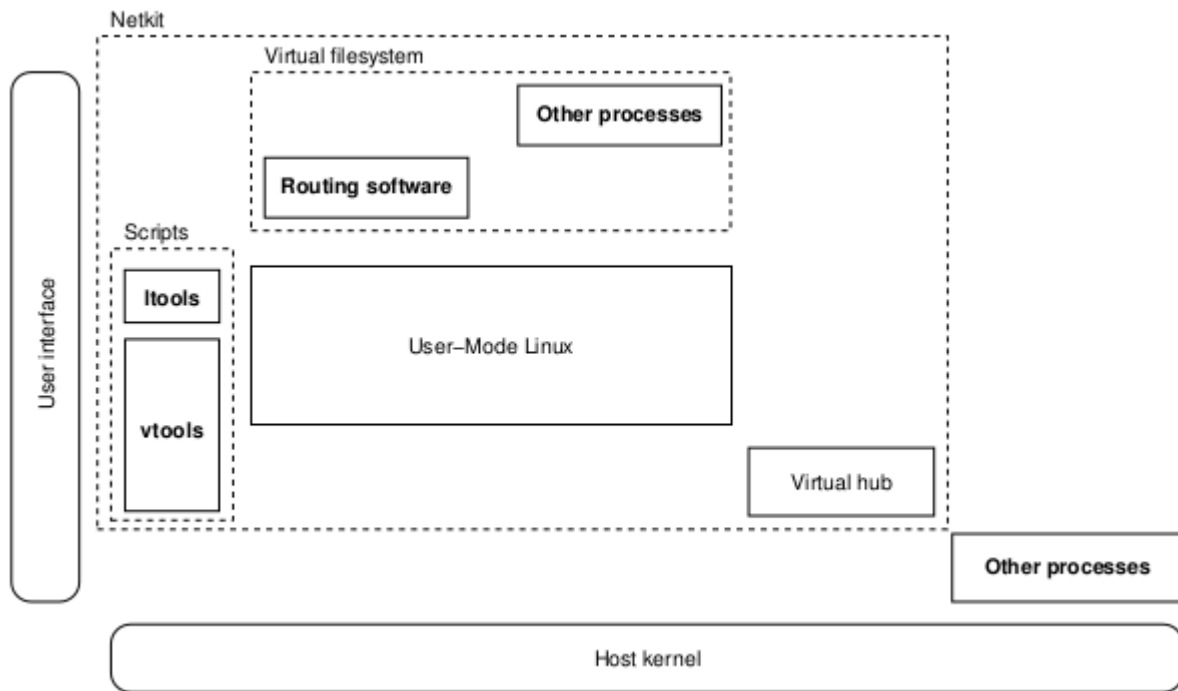 Netkit
Virtual filesystem
Other processes
Routing software
Scripts
ltools
User–Mode Linux
User interface
vtools
Virtual hub
Other processes
Host kernel